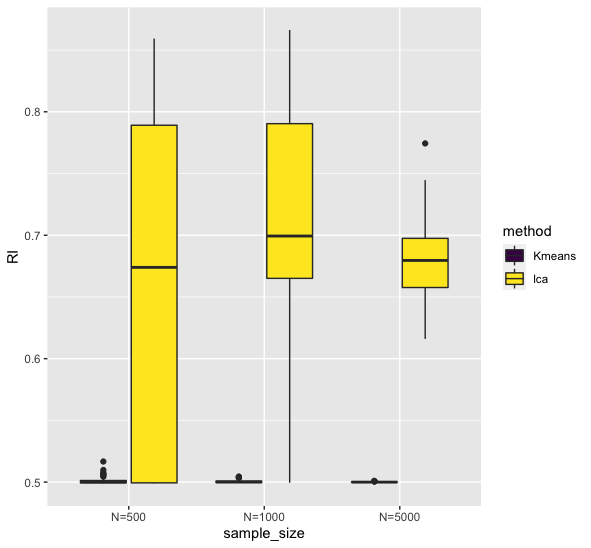 RI
0.8
0.7
0.6
0.5
N=500
N=1000
N=5000
sample_size
method
Kmeans
lca